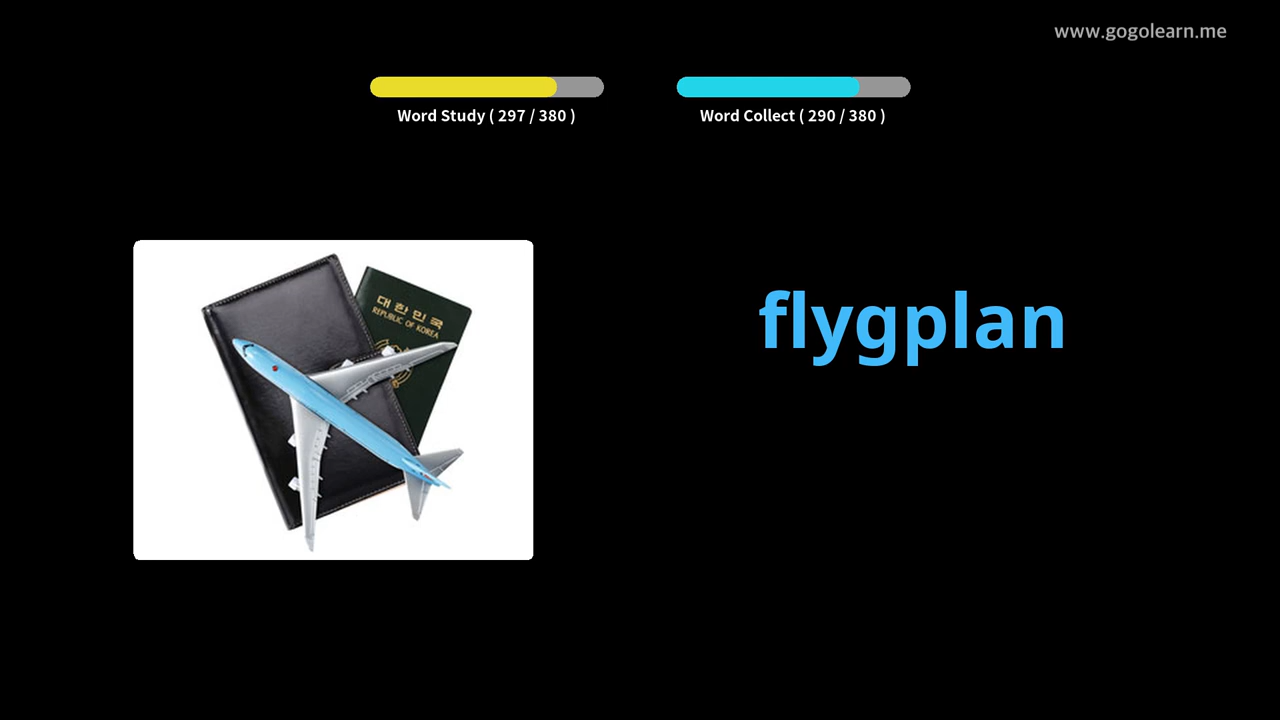 www.gogolearn.me
Word Study ( 297 / 380 )
Word Collect ( 290 / 380 )
대한민국
REPUBLIC OF KOREA
flygplan